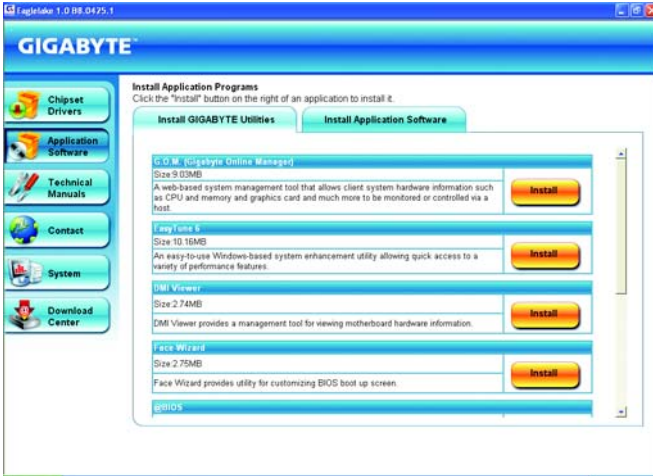 Eaglelake 1.0 B8.0425.1
GIGABYTE™
Chipset
Drivers
Application
Software
Technical
Manuals
Contact
System
Download
Center
Install Application Programs
Click the "Install" button on the right of an application to install it.
Install GIGABYTE Utilities
Install Application Software
G.O.M. (Gigabyte Online Manager)
Size:9.03MB
A web-based system management tool that allows client system hardware information such
as CPU and memory and graphics card and much more to be monitored or controlled via a
host.
Install
EasyTune 6
Size:10.16MB
An easy-to-use Windows-based system enhancement utility allowing quick access to a
variety of performance features.
Install
DMI Viewer
Size:2.74MB
DMI Viewer provides a management tool for viewing motherboard hardware information.
Install
Face Wizard
Size:2.75MB
Face Wizard provides utility for customizing BIOS boot up screen.
Install
@BIOS